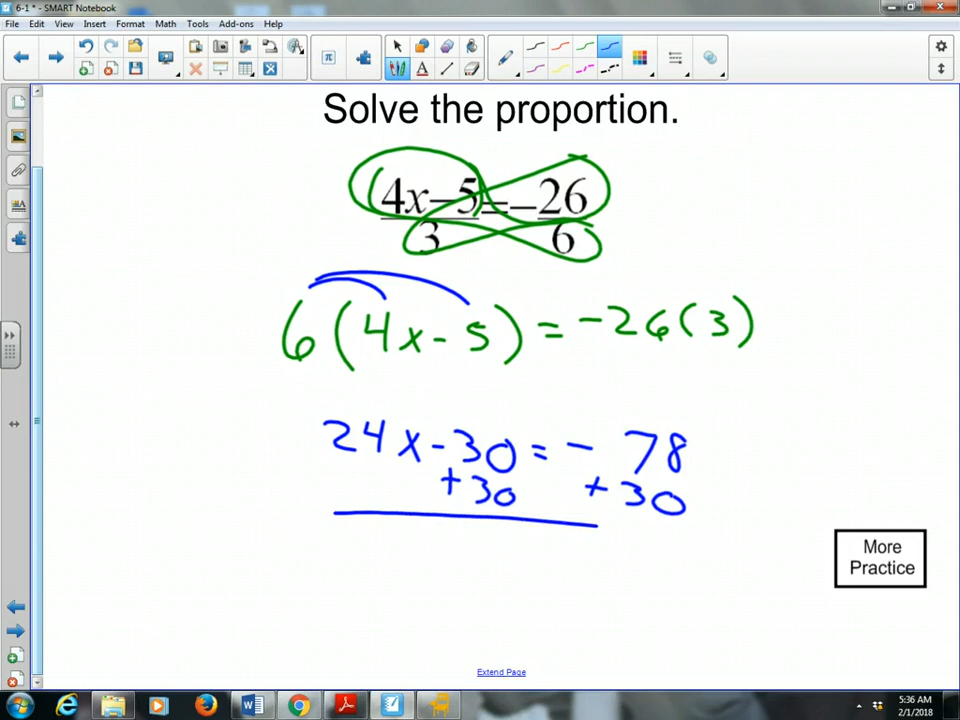 6-1 * - SMART Notebook
File Edit View Insert Format Math Tools Add-ons Help
Solve the proportion.
4x-5 = -26
3 6
6(4x-5) = -26(3)
24x-30 = - 78
+30 +30
More
Practice
Extend Page
5:36 AM
2/1/2018